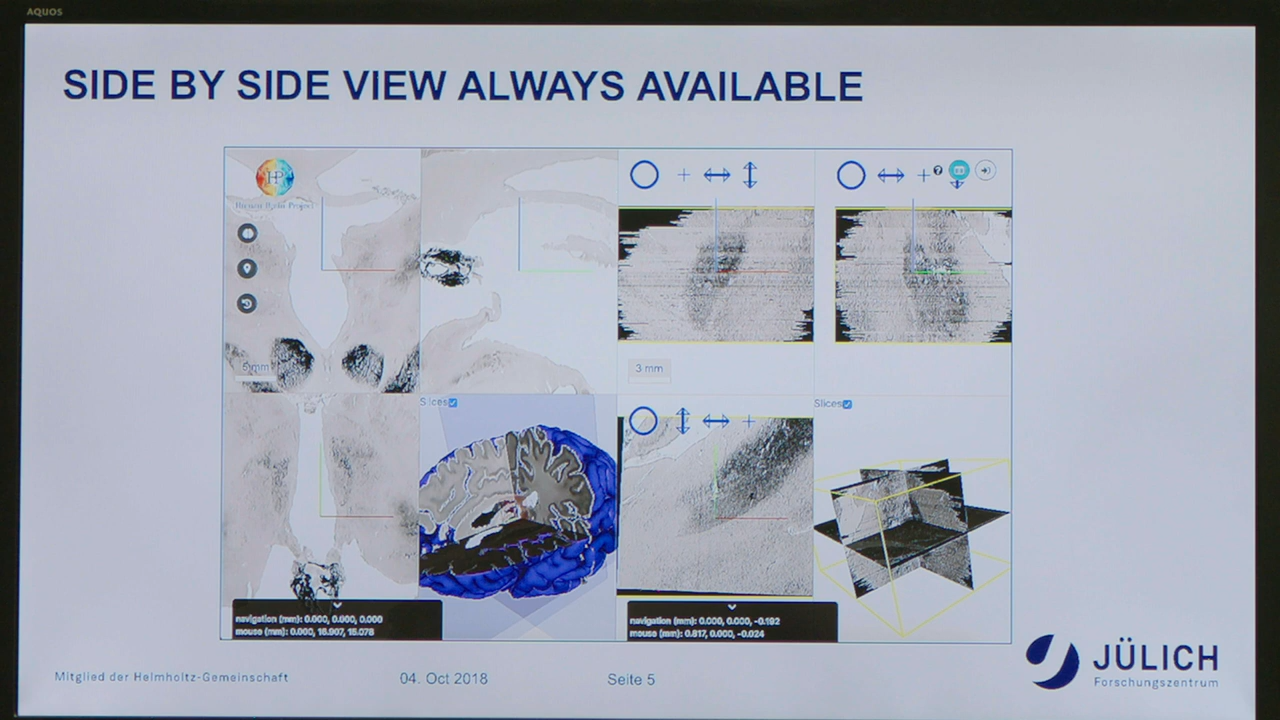 AQUOS
SIDE BY SIDE VIEW ALWAYS AVAILABLE
HP
Human Brain Project
5 mm
3 mm
Slices
Slices
navigation (mm): 0.000, 0.000, 0.000
mouse (mm): 0.000, 16.907, 15.078
navigation (mm): 0.000, 0.000, -0.192
mouse (mm): 0.817, 0.000, -0.024
Mitglied der Helmholtz-Gemeinschaft
04. Oct 2018
Seite 5
JÜLICH
Forschungszentrum